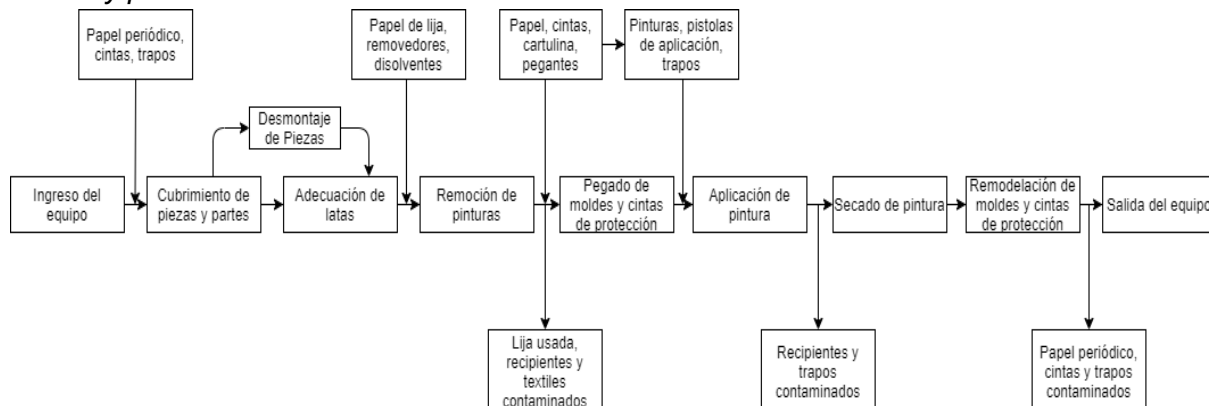 Papel periódico,
cintas, trapos
Papel de lija,
removedores,
disolventes
Papel, cintas,
cartulina,
pegantes
Pinturas, pistolas
de aplicación,
trapos
Desmontaje
de Piezas
Ingreso del
equipo
Cubrimiento de
piezas y partes
Adecuación de
latas
Remoción de
pinturas
Pegado de
moldes y cintas
de protección
Aplicación de
pintura
Secado de pintura
Remodelación de
moldes y cintas
de protección
Salida del equipo
Lija usada,
recipientes y
textiles
contaminados
Recipientes y
trapos
contaminados
Papel periódico,
cintas y trapos
contaminados